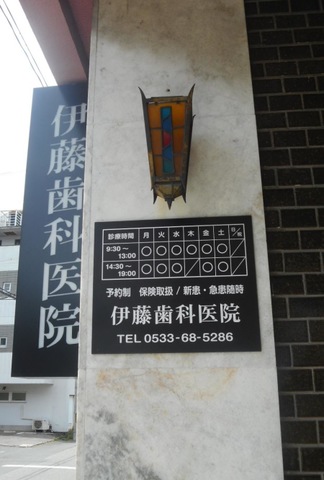 伊藤歯科医院
診療時間 月 火 水 木 金 土 日/祝
9:30~13:00 ○ ○ ○ ○ ○ ○ ╱
14:30~19:00 ○ ○ ○ ╱ ○ ○ ╱
予約制 保険取扱 / 新患・急患随時
伊藤歯科医院
TEL 0533-68-5286